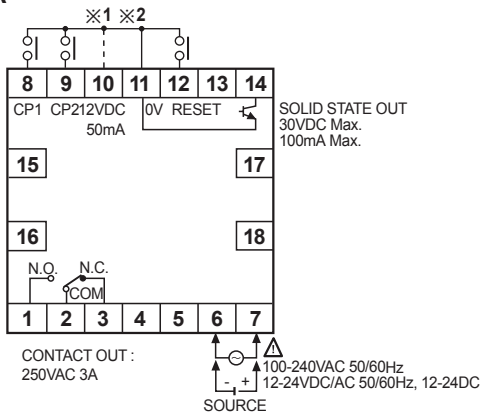 ※1 ※2
8 9 10 11 12 13 14
CP1 CP212VDC 0V RESET
50mA
SOLID STATE OUT
30VDC Max.
100mA Max.
15 17
16 18
N.O. N.C.
COM
1 2 3 4 5 6 7
CONTACT OUT :
250VAC 3A
100-240VAC 50/60Hz
12-24VDC/AC 50/60Hz, 12-24DC
- +
SOURCE